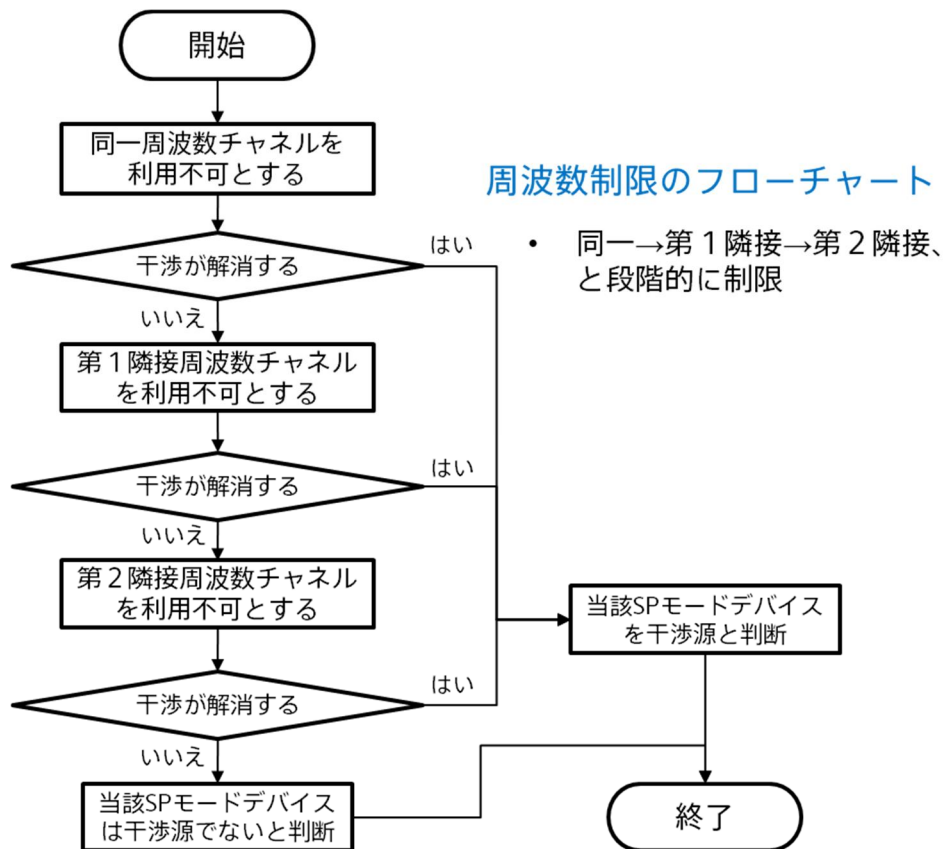 開始
同一周波数チャネルを
利用不可とする
周波数制限のフローチャート
• 同一→第1隣接→第2隣接、
と段階的に制限
干渉が解消する
はい
いいえ
第1隣接周波数チャネル
を利用不可とする
干渉が解消する
はい
いいえ
第2隣接周波数チャネル
を利用不可とする
当該SPモードデバイス
を干渉源と判断
干渉が解消する
はい
いいえ
当該SPモードデバイス
は干渉源でないと判断
終了